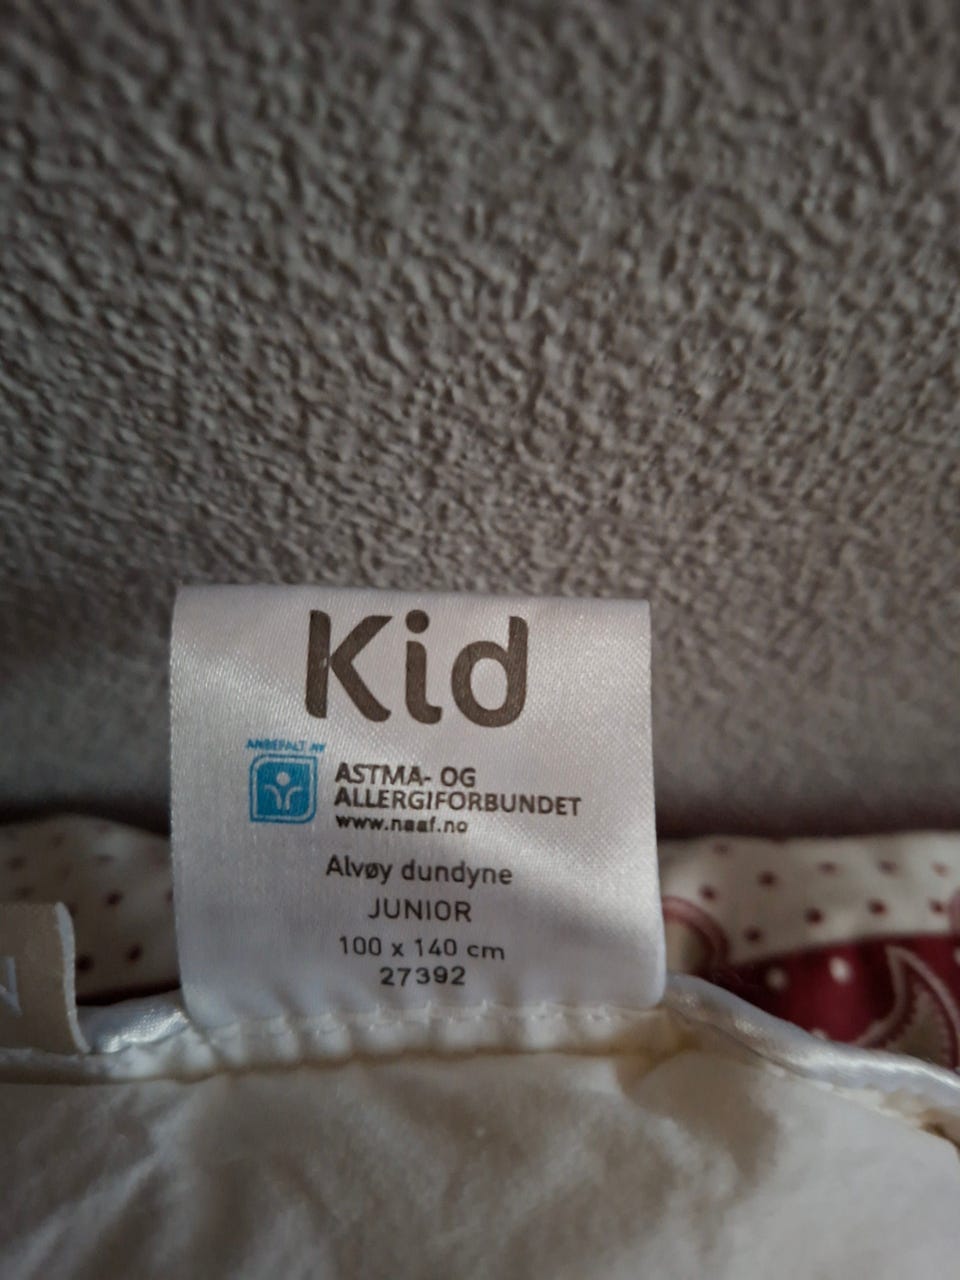 Kid
ANBEFALT AV
ASTMA- OG
ALLERGIFORBUNDET
www.naaf.no
Alvøy dundyne
JUNIOR
100 x 140 cm
27392